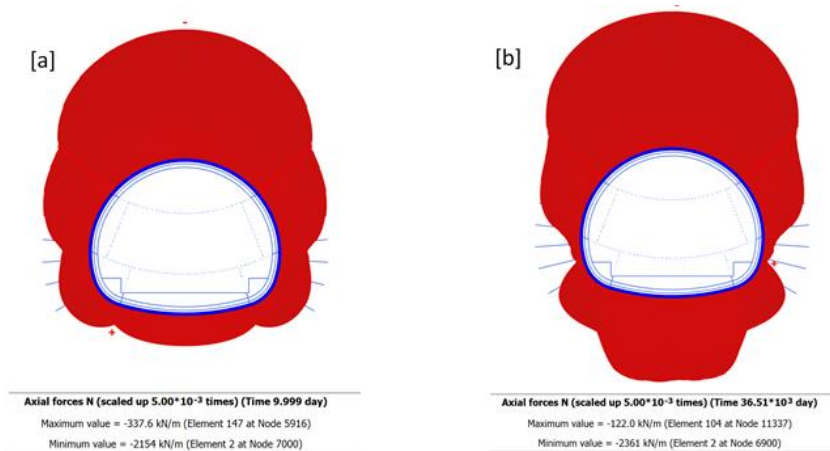 [a]
Axial forces N (scaled up 5.00*10⁻³ times) (Time 9.999 day)
Maximum value = -337.6 kN/m (Element 147 at Node 5916)
Minimum value = -2154 kN/m (Element 2 at Node 7000)
[b]
Axial forces N (scaled up 5.00*10⁻³ times) (Time 36.51*10³ day)
Maximum value = -122.0 kN/m (Element 104 at Node 11337)
Minimum value = -2361 kN/m (Element 2 at Node 6900)